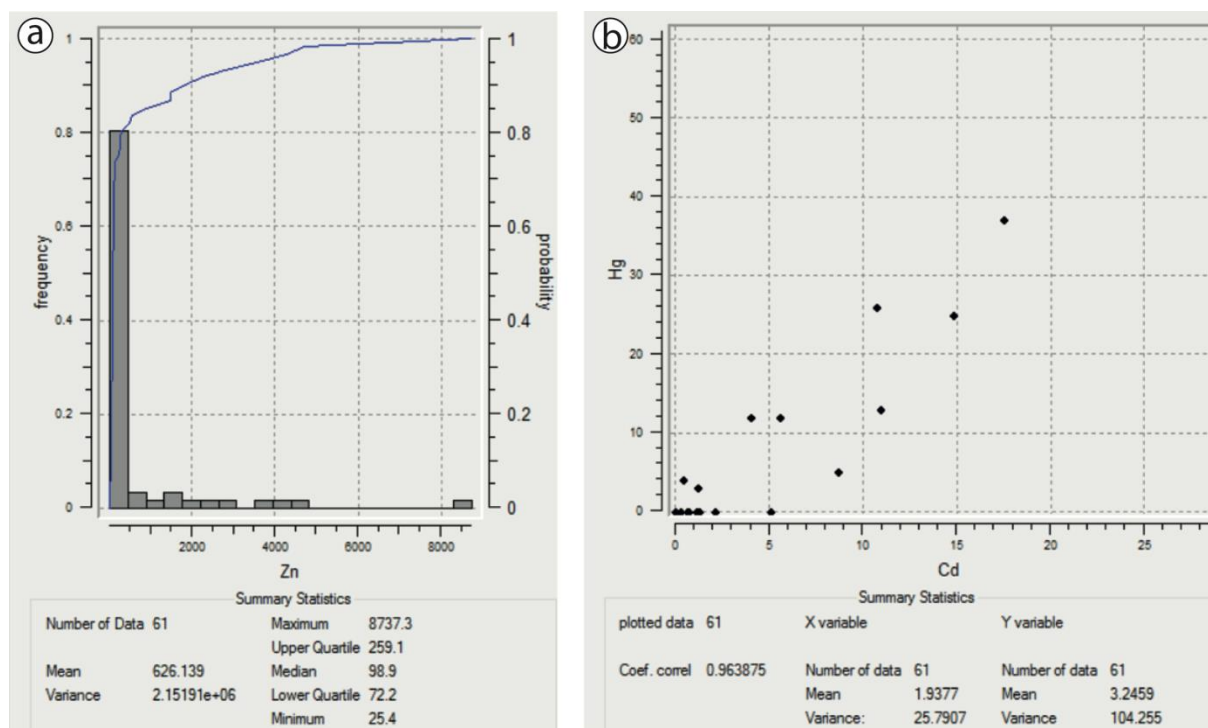 a
1
0.8
0.6
0.4
0.2
0
frequency
1
0.8
0.6
0.4
0.2
0
probability
2000 4000 6000 8000
Zn
Summary Statistics
Number of Data 61 Maximum 8737.3
Upper Quartile 259.1
Mean 626.139 Median 98.9
Variance 2.15191e+06 Lower Quartile 72.2
Minimum 25.4
b
60
50
40
30
20
10
0
Hg
0 5 10 15 20 25
Cd
Summary Statistics
plotted data 61 X variable Y variable
Coef. correl 0.963875 Number of data 61 Number of data 61
Mean 1.9377 Mean 3.2459
Variance: 25.7907 Variance 104.255